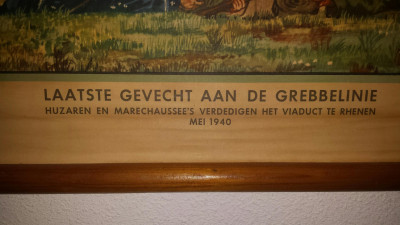 LAATSTE GEVECHT AAN DE GREBBELINIE
HUZAREN EN MARECHAUSSEE'S VERDEDIGEN HET VIADUCT TE RHENEN
MEI 1940